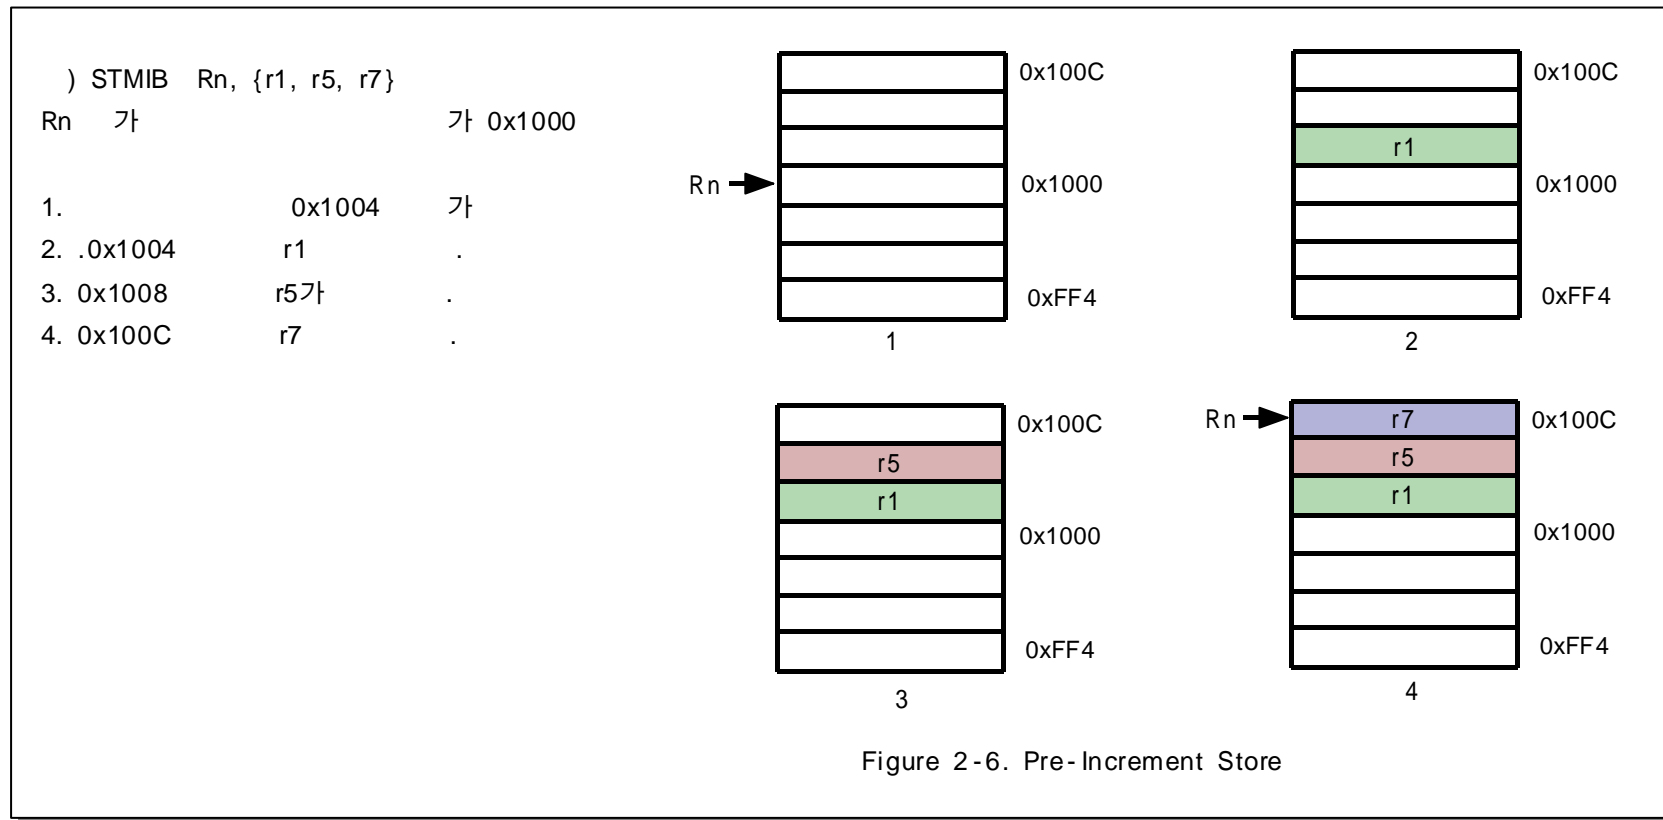 ) STMIB Rn, {r1, r5, r7}
Rn 가 가 0x1000
1. 0x1004 가
2. .0x1004 r1 .
3. 0x1008 r5가 .
4. 0x100C r7 .
0x100C
Rn
0x1000
0xFF4
1
0x100C
r1
0x1000
0xFF4
2
0x100C
r5
r1
0x1000
0xFF4
3
Rn
r7
0x100C
r5
r1
0x1000
0xFF4
4
Figure 2-6. Pre-Increment Store